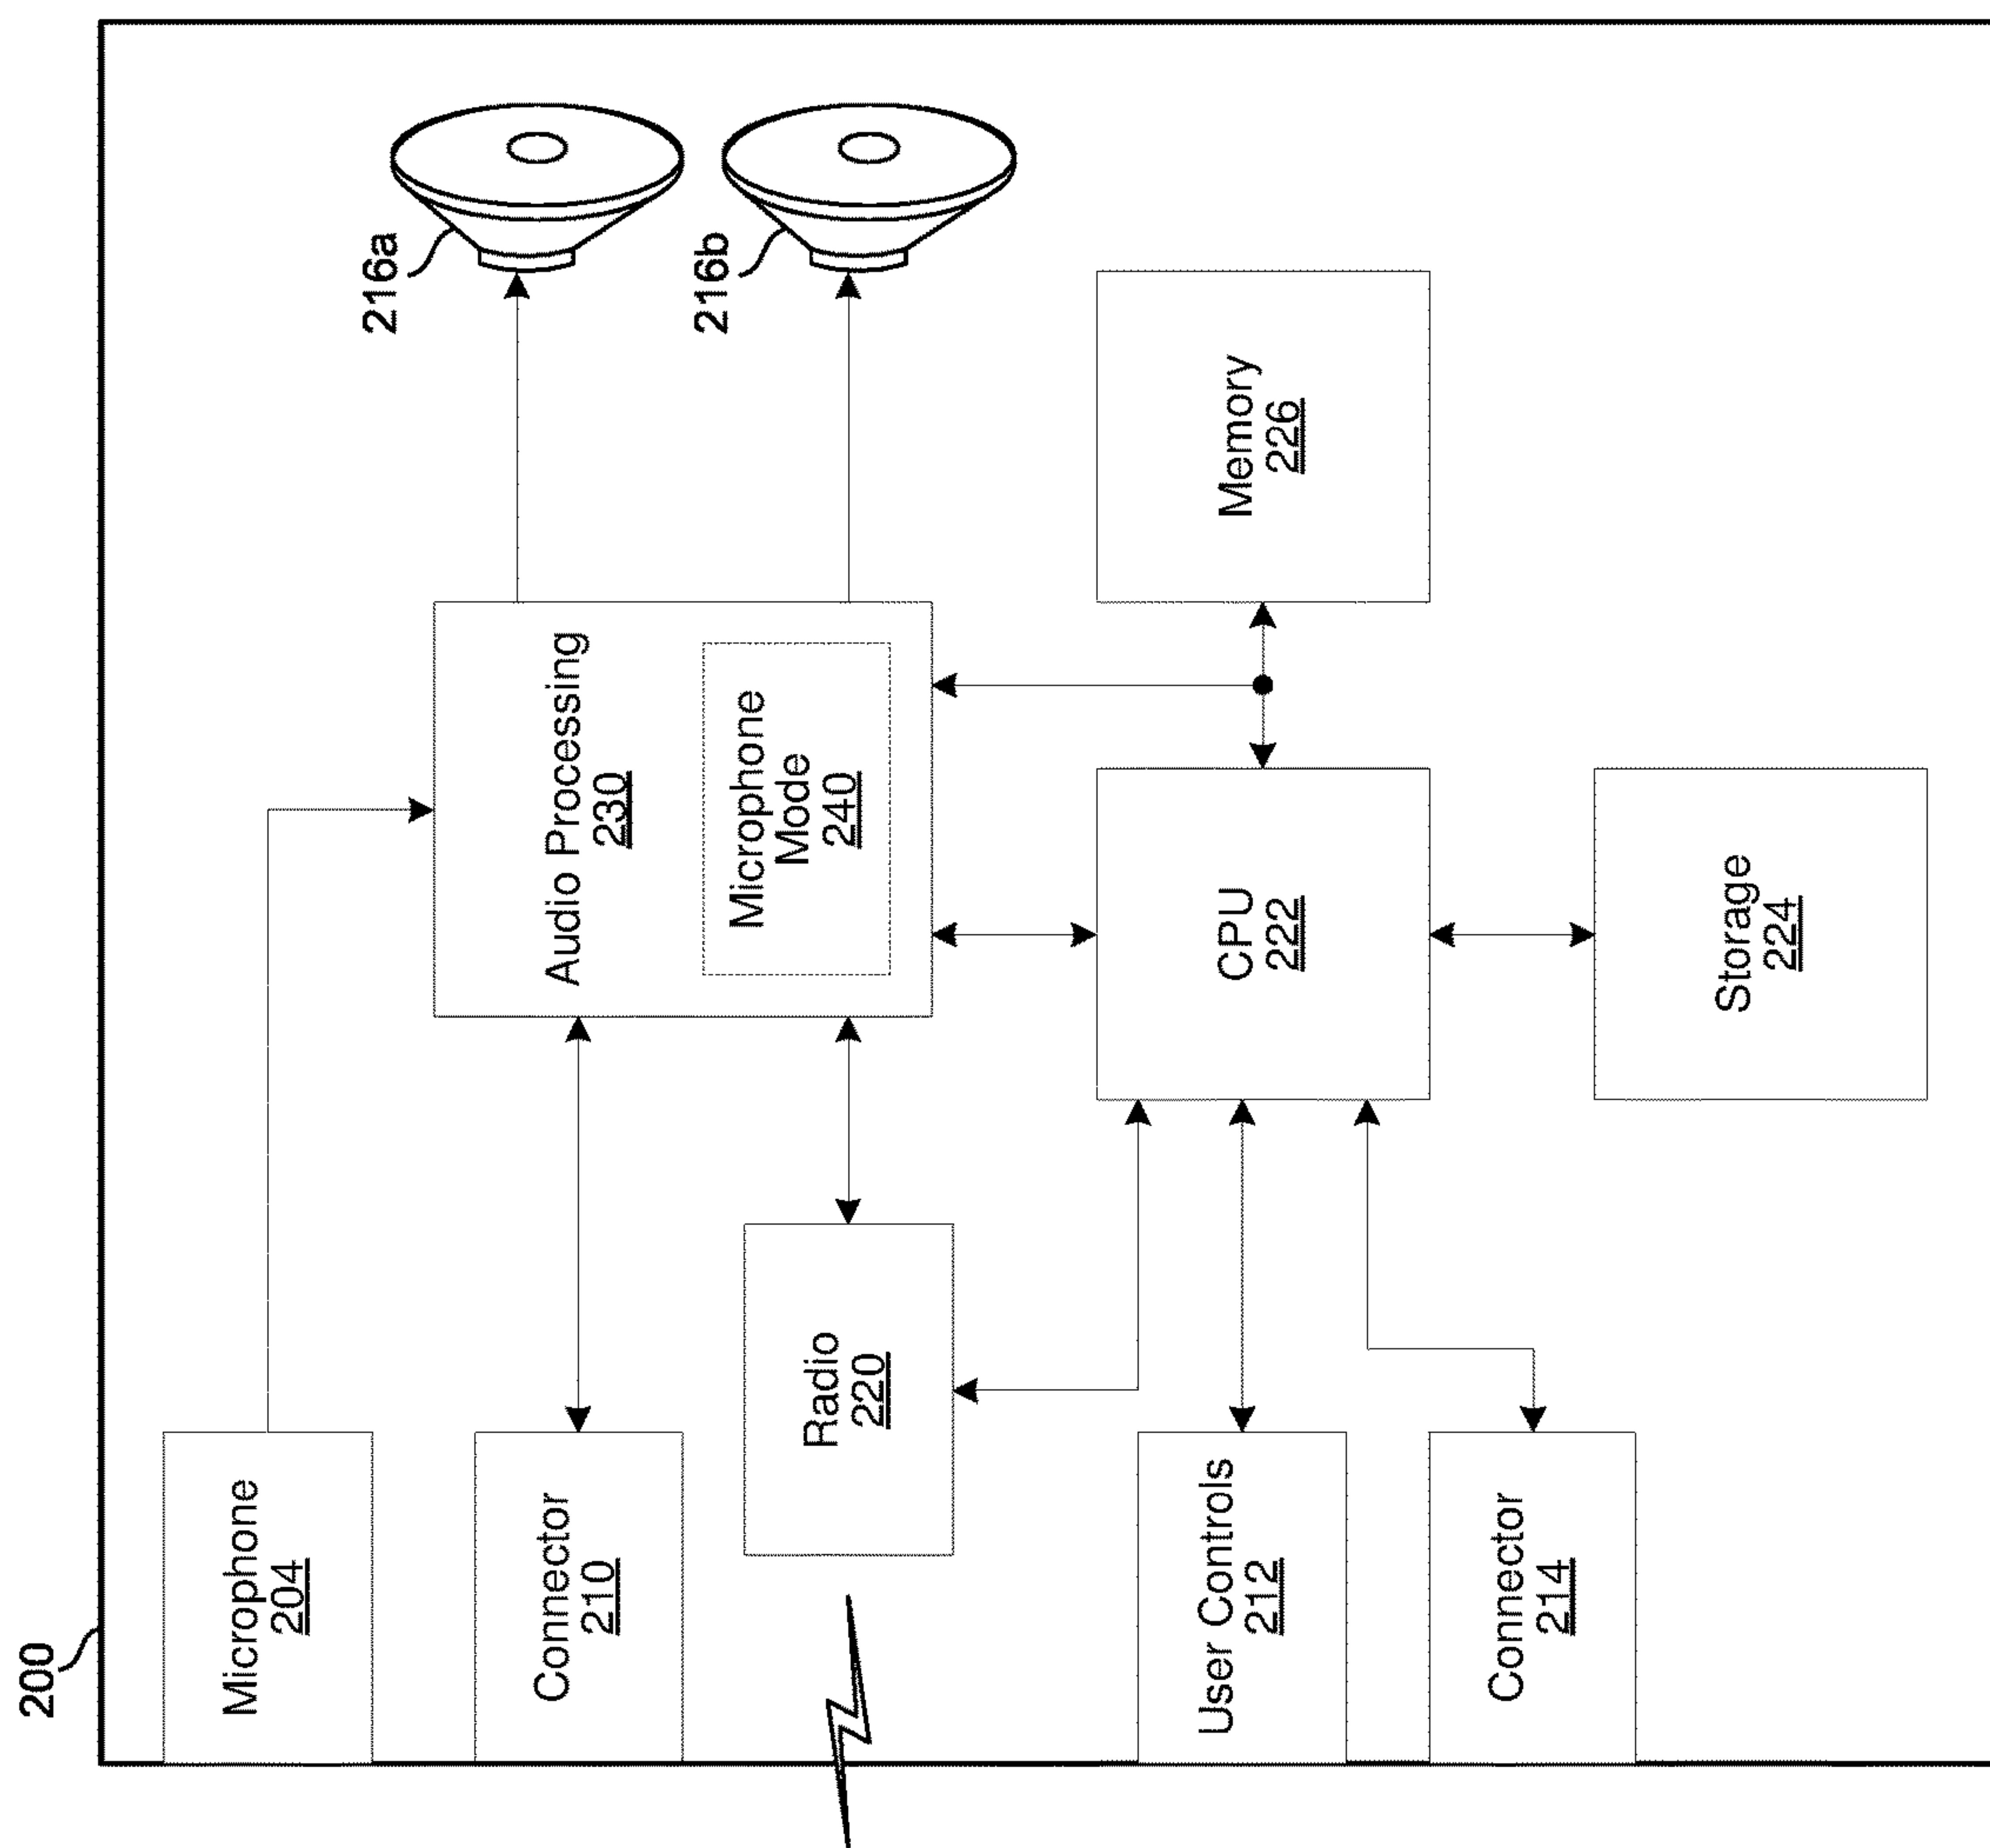 200
Microphone
204
Connector
210
Radio
220
User Controls
212
Connector
214
Audio Processing
230
Microphone
Mode
240
CPU
222
Storage
224
Memory
226
216a
216b